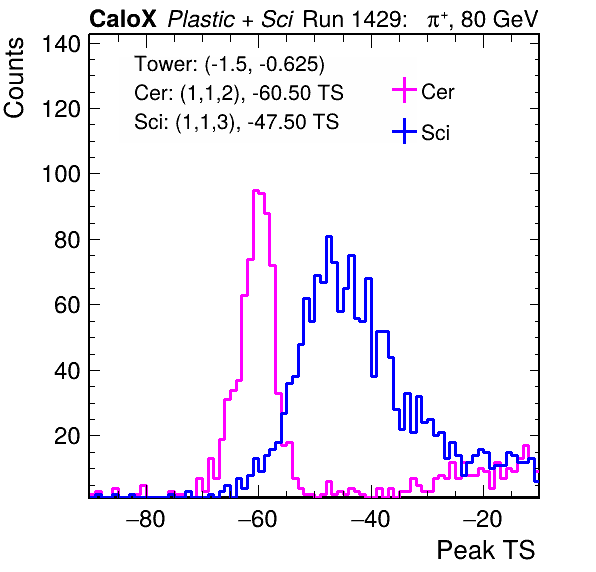 CaloX Plastic + Sci Run 1429: π⁺, 80 GeV
Counts
Tower: (-1.5, -0.625)
Cer: (1,1,2), -60.50 TS
Sci: (1,1,3), -47.50 TS
Cer
Sci
140
120
100
80
60
40
20
−80 −60 −40 −20
Peak TS